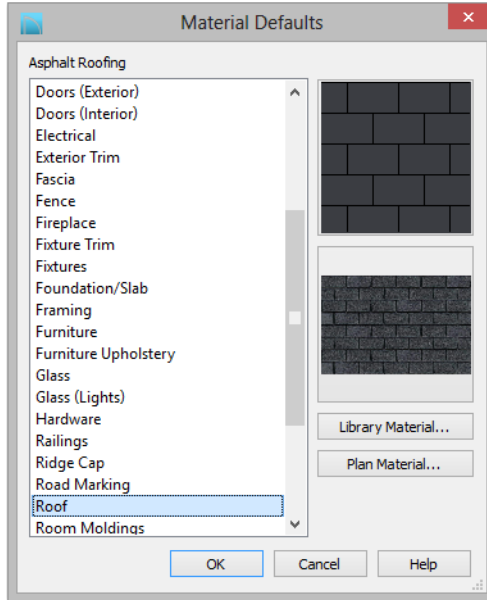 Material Defaults
Asphalt Roofing
Doors (Exterior)
Doors (Interior)
Electrical
Exterior Trim
Fascia
Fence
Fireplace
Fixture Trim
Fixtures
Foundation/Slab
Framing
Furniture
Furniture Upholstery
Glass
Glass (Lights)
Hardware
Railings
Ridge Cap
Road Marking
Roof
Room Moldings
Library Material...
Plan Material...
OK
Cancel
Help